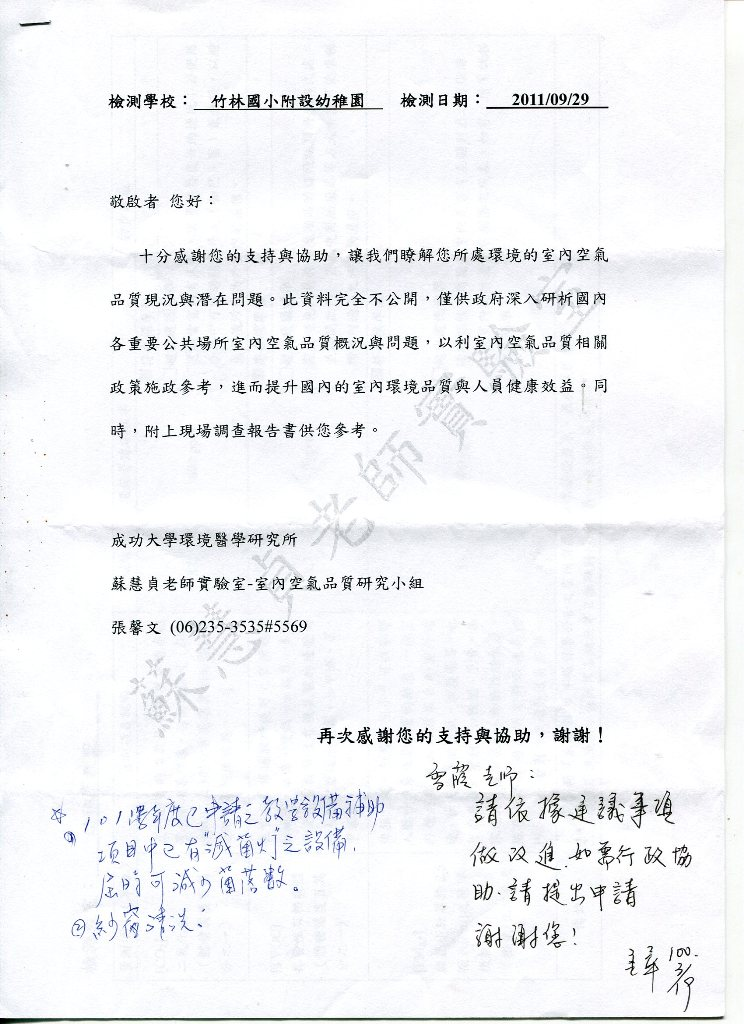 檢測學校： 竹林國小附設幼稚園 檢測日期： 2011/09/29
敬啟者 您好：
十分感謝您的支持與協助，讓我們瞭解您所處環境的室內空氣
品質現況與潛在問題。此資料完全不公開，僅供政府深入研析國內
各重要公共場所室內空氣品質概況與問題，以利室內空氣品質相關
政策施政參考，進而提升國內的室內環境品質與人員健康效益。同
時，附上現場調查報告書供您參考。
蘇慧貞老師實驗室
成功大學環境醫學研究所
蘇慧貞老師實驗室-室內空氣品質研究小組
張馨文 (06)235-3535#5569
再次感謝您的支持與協助，謝謝！
老師：
請依據建議事項
做改進,如需行政協
助,請提出申請
謝謝您！
100.
① 101學年度已申請之教學設備補助
項目中已有"滅菌灯"之設備,
屆時可減少菌落數。
② 紗窗清洗：